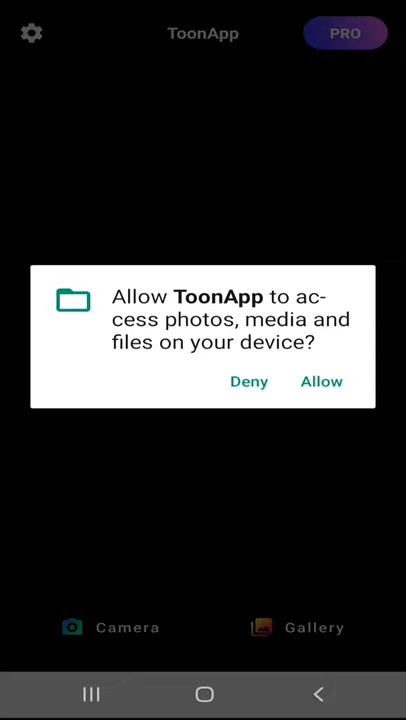 ToonApp
PRO
Allow ToonApp to ac-
cess photos, media and
files on your device?
Deny
Allow
Camera
Gallery